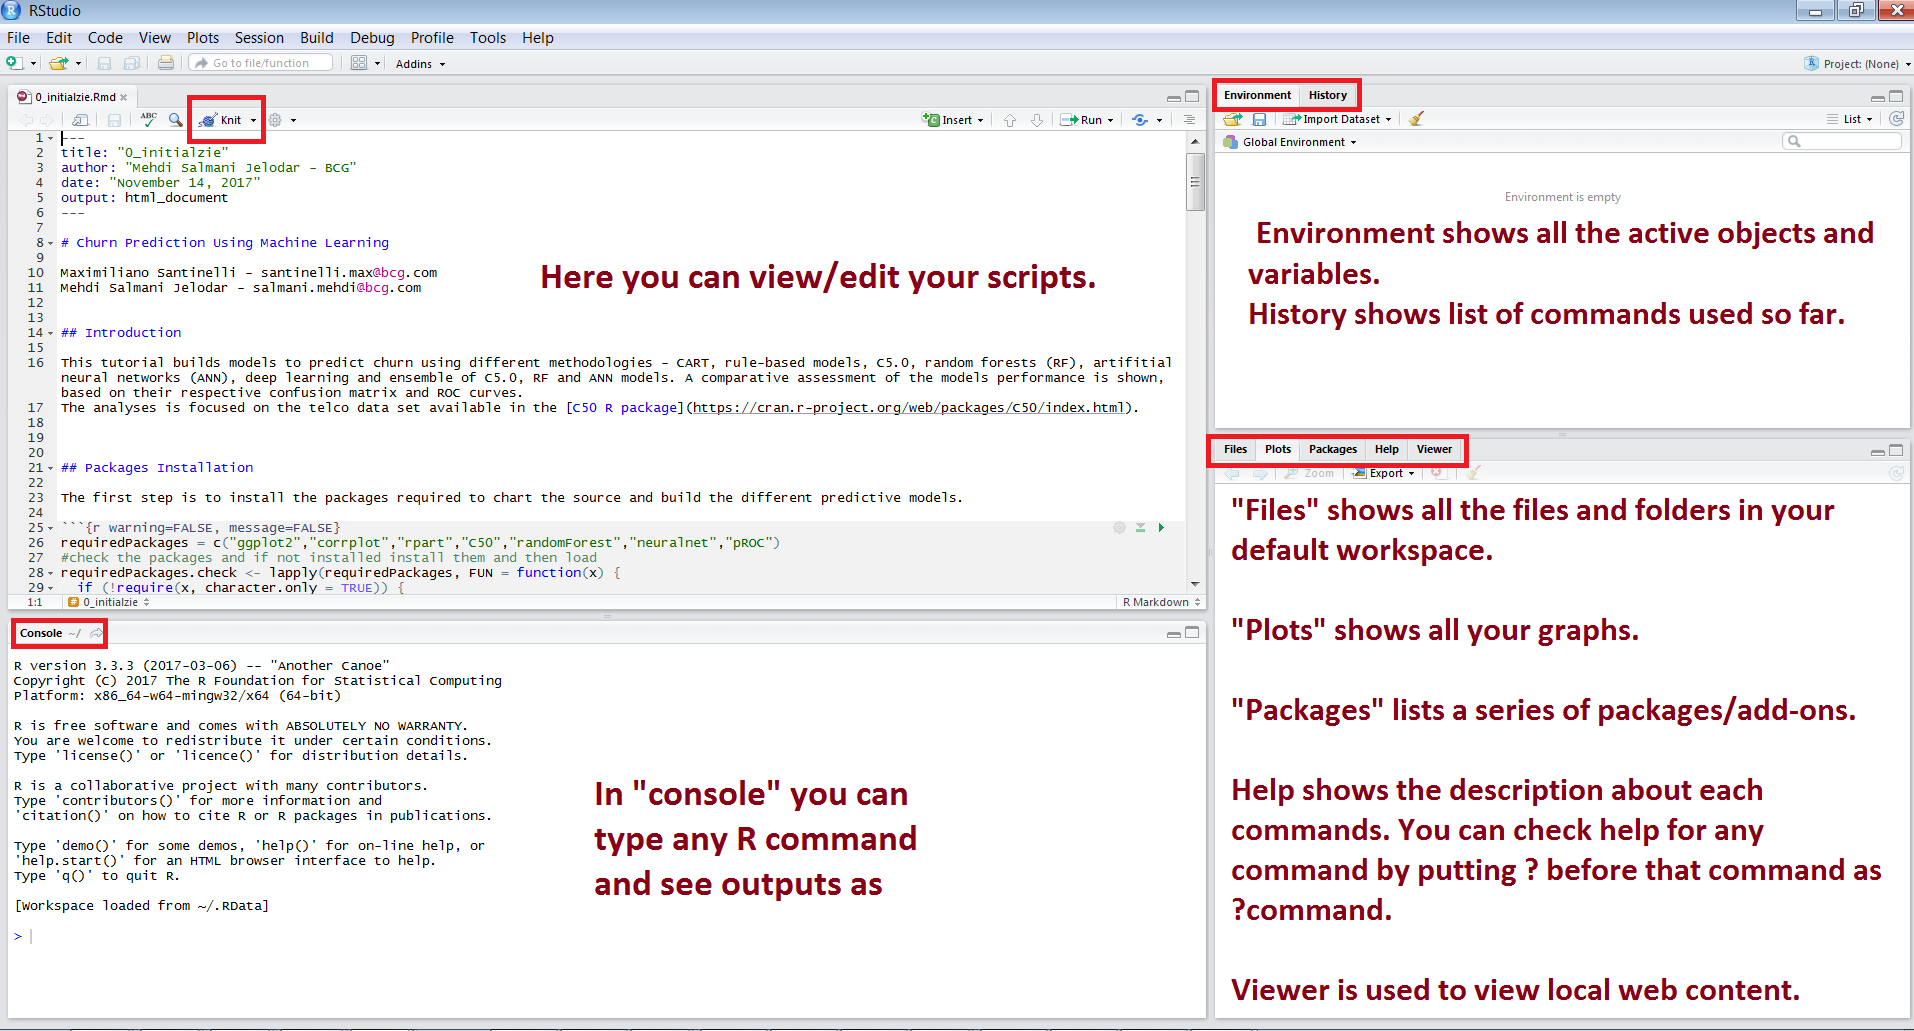 RStudio
File Edit Code View Plots Session Build Debug Profile Tools Help
Go to file/function Addins Project: (None)
0_initialzie.Rmd
ABC Knit Insert Run
1 ---
2 title: "O_initialzie"
3 author: "Mehdi Salmani Jelodar - BCG"
4 date: "November 14, 2017"
5 output: html_document
6 ---
7
8 # Churn Prediction Using Machine Learning
9
10 Maximiliano Santinelli - santinelli.max@bcg.com
11 Mehdi Salmani Jelodar - salmani.mehdi@bcg.com
12
13
14 ## Introduction
15
16 This tutorial builds models to predict churn using different methodologies - CART, rule-based models, C5.0, random forests (RF), artifitial
neural networks (ANN), deep learning and ensemble of C5.0, RF and ANN models. A comparative assessment of the models performance is shown,
based on their respective confusion matrix and ROC curves.
17 The analyses is focused on the telco data set available in the [C50 R package](https://cran.r-project.org/web/packages/C50/index.html).
18
19
20
21 ## Packages Installation
22
23 The first step is to install the packages required to chart the source and build the different predictive models.
24
25 ```{r warning=FALSE, message=FALSE}
26 requiredPackages = c("ggplot2","corrplot","rpart","C50","randomForest","neuralnet","pROC")
27 #check the packages and if not installed install them and then load
28 requiredPackages.check <- lapply(requiredPackages, FUN = function(x) {
29 if (!require(x, character.only = TRUE)) {
1:1 # 0_initialzie R Markdown
Here you can view/edit your scripts.
Console ~/
R version 3.3.3 (2017-03-06) -- "Another Canoe"
Copyright (C) 2017 The R Foundation for Statistical Computing
Platform: x86_64-w64-mingw32/x64 (64-bit)
R is free software and comes with ABSOLUTELY NO WARRANTY.
You are welcome to redistribute it under certain conditions.
Type 'license()' or 'licence()' for distribution details.
R is a collaborative project with many contributors.
Type 'contributors()' for more information and
'citation()' on how to cite R or R packages in publications.
Type 'demo()' for some demos, 'help()' for on-line help, or
'help.start()' for an HTML browser interface to help.
Type 'q()' to quit R.
[Workspace loaded from ~/.RData]
>
In "console" you can
type any R command
and see outputs as
Environment History
Import Dataset List
Global Environment
Environment is empty
Environment shows all the active objects and
variables.
History shows list of commands used so far.
Files Plots Packages Help Viewer
Zoom Export
"Files" shows all the files and folders in your
default workspace.
"Plots" shows all your graphs.
"Packages" lists a series of packages/add-ons.
Help shows the description about each
commands. You can check help for any
command by putting ? before that command as
?command.
Viewer is used to view local web content.